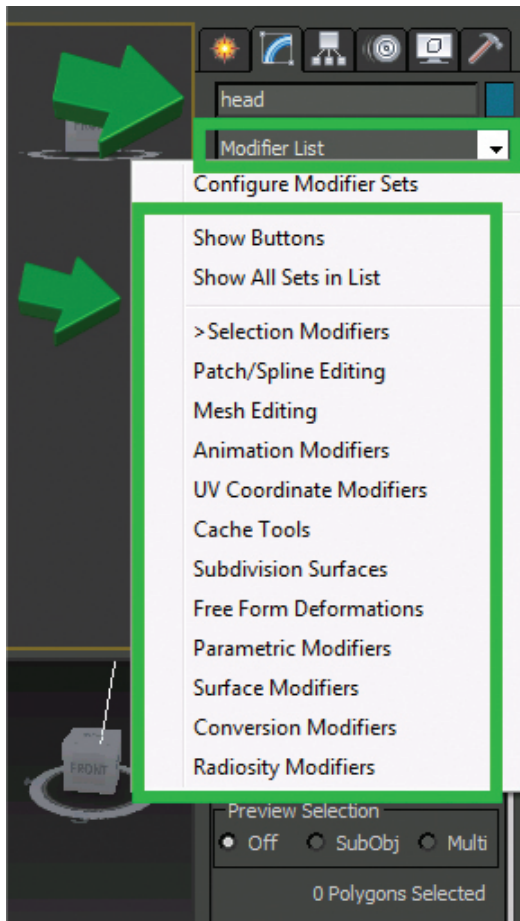 head
Modifier List
Configure Modifier Sets
Show Buttons
Show All Sets in List
>Selection Modifiers
Patch/Spline Editing
Mesh Editing
Animation Modifiers
UV Coordinate Modifiers
Cache Tools
Subdivision Surfaces
Free Form Deformations
Parametric Modifiers
Surface Modifiers
Conversion Modifiers
Radiosity Modifiers
FRONT
Preview Selection
Off SubObj Multi
0 Polygons Selected